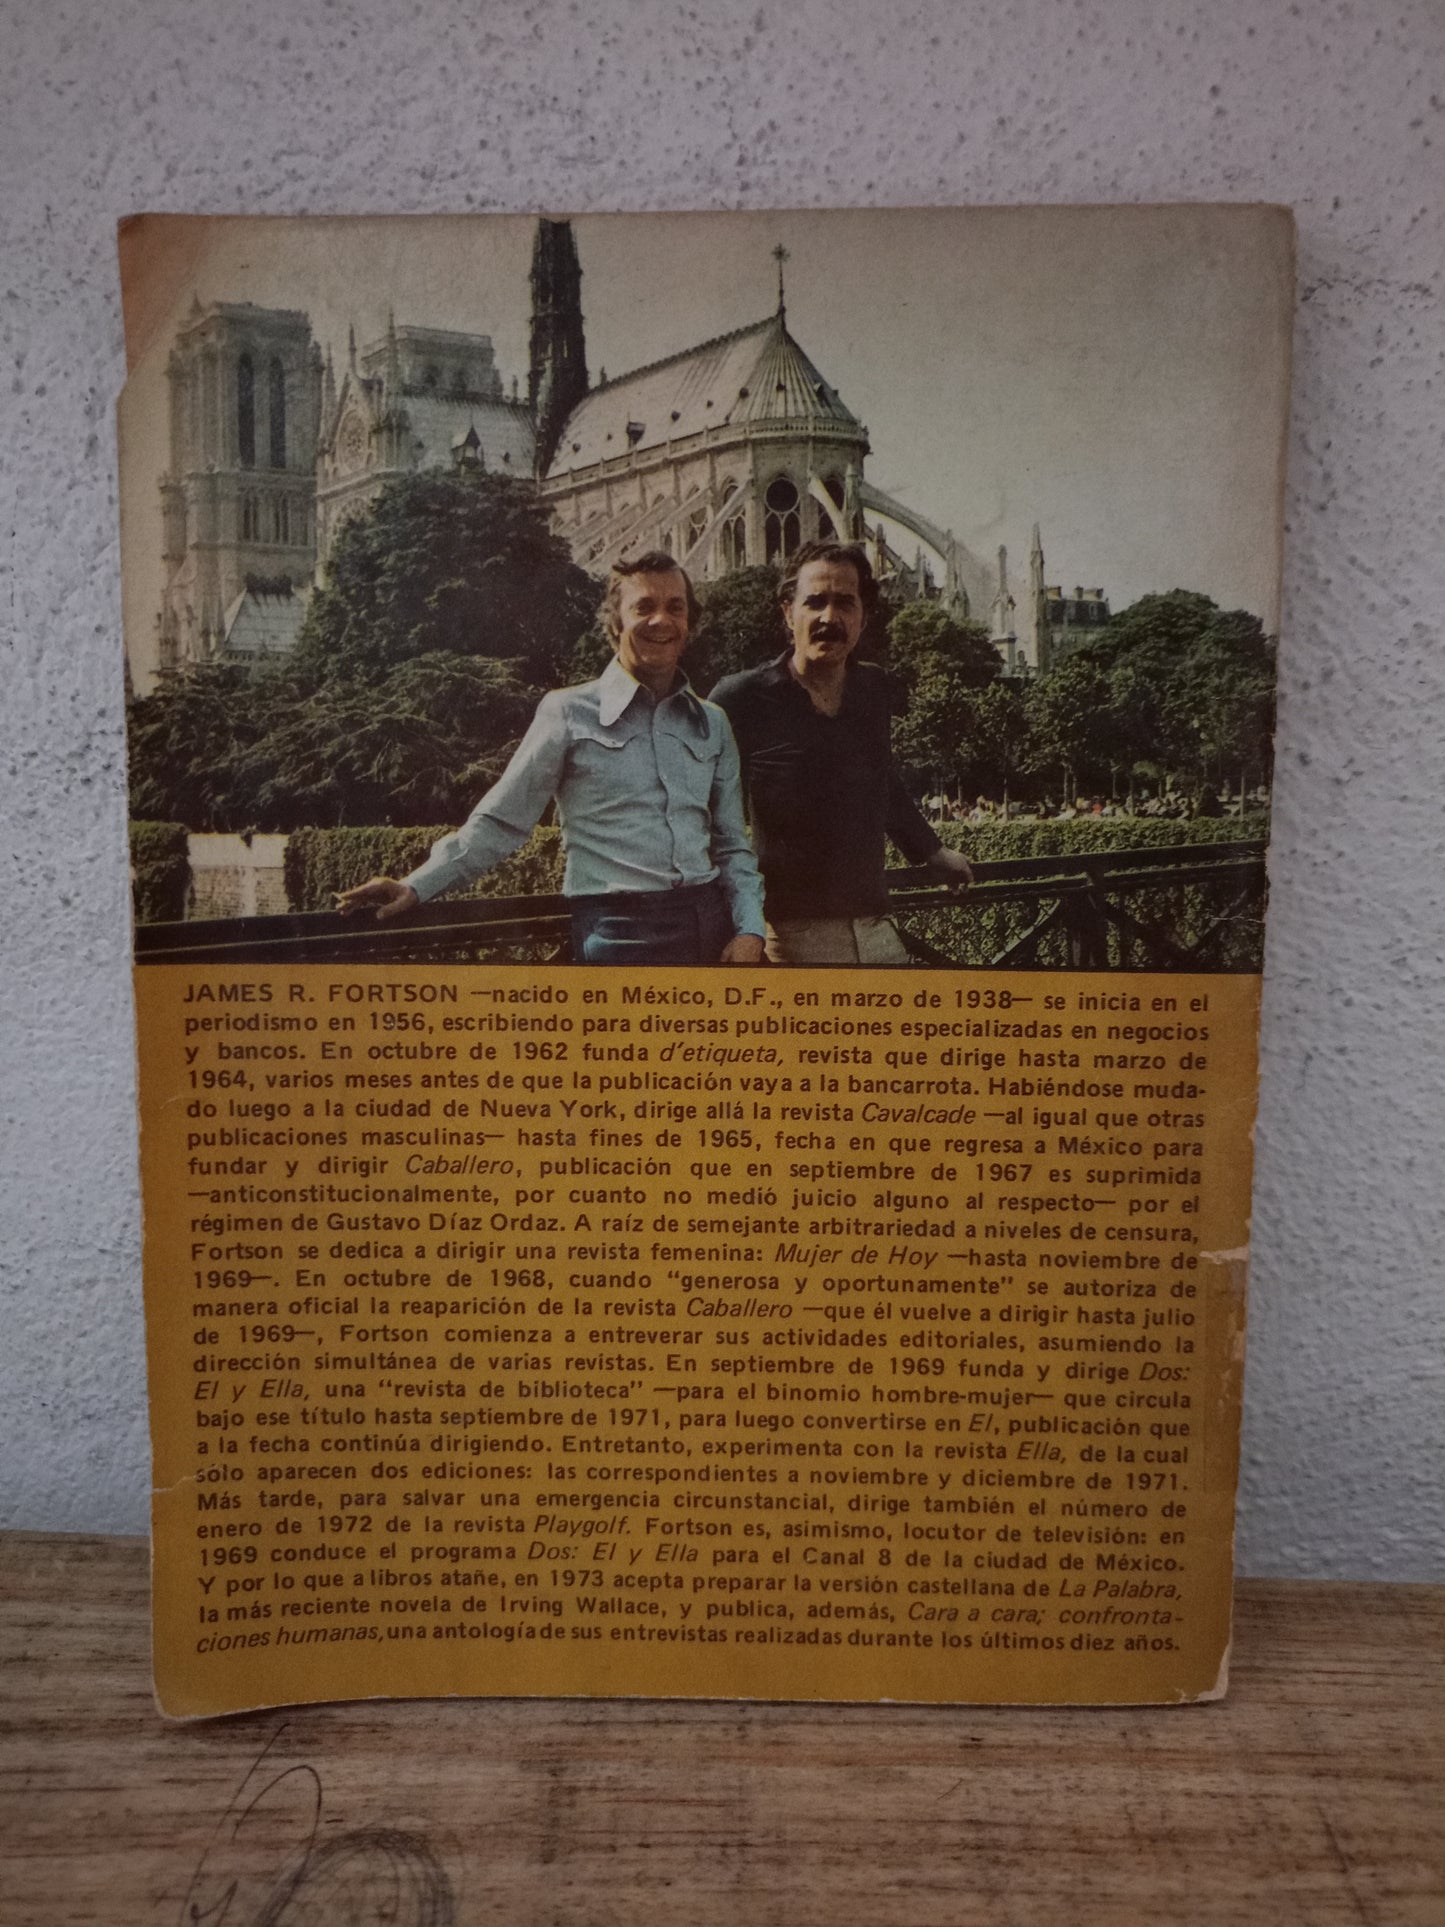 JAMES R. FORTSON —nacido en México, D.F., en marzo de 1938— se inicia en el
periodismo en 1956, escribiendo para diversas publicaciones especializadas en negocios
y bancos. En octubre de 1962 funda d'etiqueta, revista que dirige hasta marzo de
1964, varios meses antes de que la publicación vaya a la bancarrota. Habiéndose muda-
do luego a la ciudad de Nueva York, dirige allá la revista Cavalcade —al igual que otras
publicaciones masculinas— hasta fines de 1965, fecha en que regresa a México para
fundar y dirigir Caballero, publicación que en septiembre de 1967 es suprimida
—anticonstitucionalmente, por cuanto no medió juicio alguno al respecto— por el
régimen de Gustavo Díaz Ordaz. A raíz de semejante arbitrariedad a niveles de censura,
Fortson se dedica a dirigir una revista femenina: Mujer de Hoy —hasta noviembre de
1969—. En octubre de 1968, cuando “generosa y oportunamente” se autoriza de
manera oficial la reaparición de la revista Caballero —que él vuelve a dirigir hasta julio
de 1969—, Fortson comienza a entreverar sus actividades editoriales, asumiendo la
dirección simultánea de varias revistas. En septiembre de 1969 funda y dirige Dos:
El y Ella, una “revista de biblioteca” —para el binomio hombre-mujer— que circula
bajo ese título hasta septiembre de 1971, para luego convertirse en El, publicación que
a la fecha continúa dirigiendo. Entretanto, experimenta con la revista Ella, de la cual
sólo aparecen dos ediciones: las correspondientes a noviembre y diciembre de 1971.
Más tarde, para salvar una emergencia circunstancial, dirige también el número de
enero de 1972 de la revista Playgolf. Fortson es, asimismo, locutor de televisión: en
1969 conduce el programa Dos: El y Ella para el Canal 8 de la ciudad de México.
Y por lo que a libros atañe, en 1973 acepta preparar la versión castellana de La Palabra,
la más reciente novela de Irving Wallace, y publica, además, Cara a cara; confronta-
ciones humanas, una antología de sus entrevistas realizadas durante los últimos diez años.